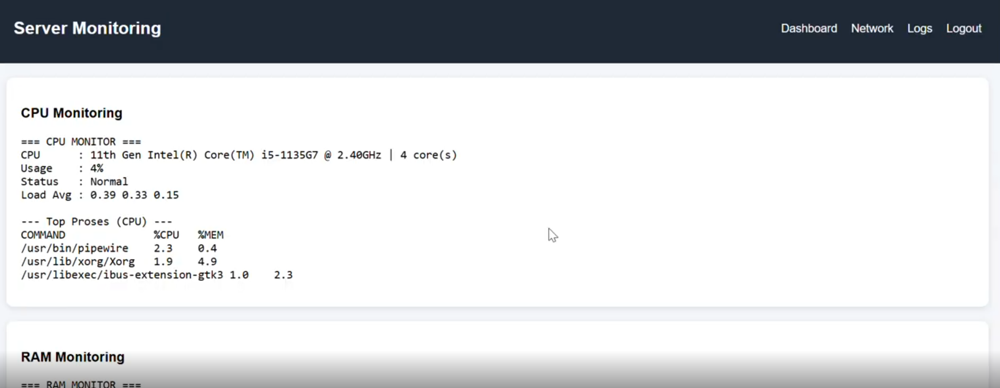 Server Monitoring
Dashboard Network Logs Logout
CPU Monitoring
=== CPU MONITOR ===
CPU : 11th Gen Intel(R) Core(TM) i5-1135G7 @ 2.40GHz | 4 core(s)
Usage : 4%
Status : Normal
Load Avg : 0.39 0.33 0.15
--- Top Proses (CPU) ---
COMMAND %CPU %MEM
/usr/bin/pipewire 2.3 0.4
/usr/lib/xorg/Xorg 1.9 4.9
/usr/libexec/ibus-extension-gtk3 1.0 2.3
RAM Monitoring
=== RAM MONITOR ===